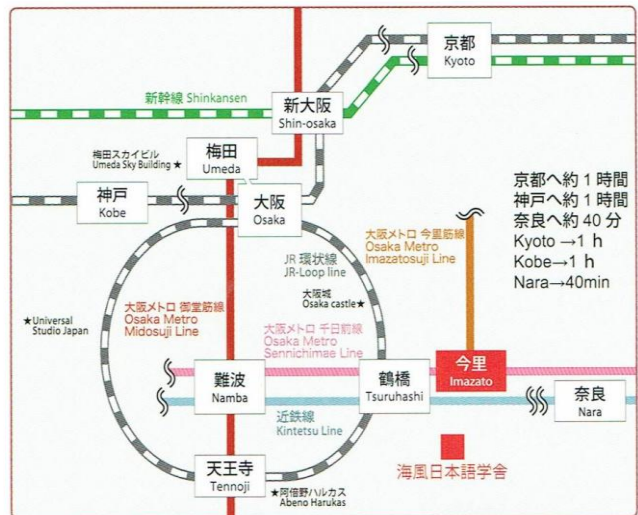 京都
Kyoto
新幹線 Shinkansen
新大阪
Shin-osaka
梅田スカイビル
Umeda Sky Building★
梅田
Umeda
神戸
Kobe
大阪
Osaka
京都へ約1時間
神戸へ約1時間
奈良へ約40分
Kyoto →1 h
Kobe→1 h
Nara→40min
大阪メトロ 今里筋線
Osaka Metro
Imazatosuji Line
JR 環状線
JR-Loop line
大阪城
Osaka castle★
★Universal
Studio Japan
大阪メトロ 御堂筋線
Osaka Metro
Midosuji Line
大阪メトロ 千日前線
Osaka Metro
Sennichimae Line
難波
Namba
鶴橋
Tsuruhashi
今里
Imazato
奈良
Nara
近鉄線
Kintetsu Line
海風日本語学舎
天王寺
Tennoji
★阿倍野ハルカス
Abeno Harukas